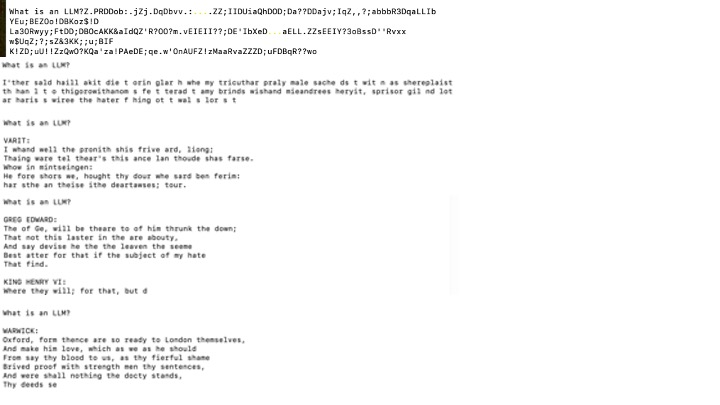 What is an LLM?Z.PRDDob:.jZj.DqDbvv.:....ZZ;IIDUiaQhDOD;Da??DDajv;IqZ,,?;abbbR3DqaLLIb
YEu;BEZOo!DBKoz$!D
La3ORwyy;FtDD;DBOcAKK&aIdQZ'R?OO?m.vEIEII??;DE'IbXeD....aELL.ZZsEEIY?3oBssD''Rvxx
w$UqZ;?;sZ&3KK;;u;BIF
K!ZD;uU!!ZzQwO?KQa'za!PAeDE;qe.w'OnAUFZ!zMaaRvaZZZD;uFDBqR??wo
What is an LLM?
I'ther sald haill akit die t orin glar h whe my tricuthar praly male sache ds t wit n as shereplaist
th han l t o thigorowithanom s fe t terad t amy brinds wishand mieandrees heryit, sprisor gil nd lot
ar haris s wiree the hater f hing ot t wal s lor s t
What is an LLM?
VARIT:
I whand well the pronith shis frive ard, liong;
Thaing ware tel thear's this ance lan thoude shas farse.
Whow in mintseingen:
He fore shors we, hought thy dour whe sard ben ferim:
har sthe an theise ithe deartawses; tour.
What is an LLM?
GREG EDWARD:
The of Ge, will be theare to of him thrunk the down;
That not this laster in the are abouty,
And say devise he the the leaven the seeme
Best atter for that if the subject of my hate
That find.
KING HENRY VI:
Where they will; for that, but d
What is an LLM?
WARWICK:
Oxford, form thence are so ready to London themselves,
And make him love, which as we as he should
From say thy blood to us, as thy fierful shame
Brived proof with strength men thy sentences,
And were shall nothing the docty stands,
Thy deeds se